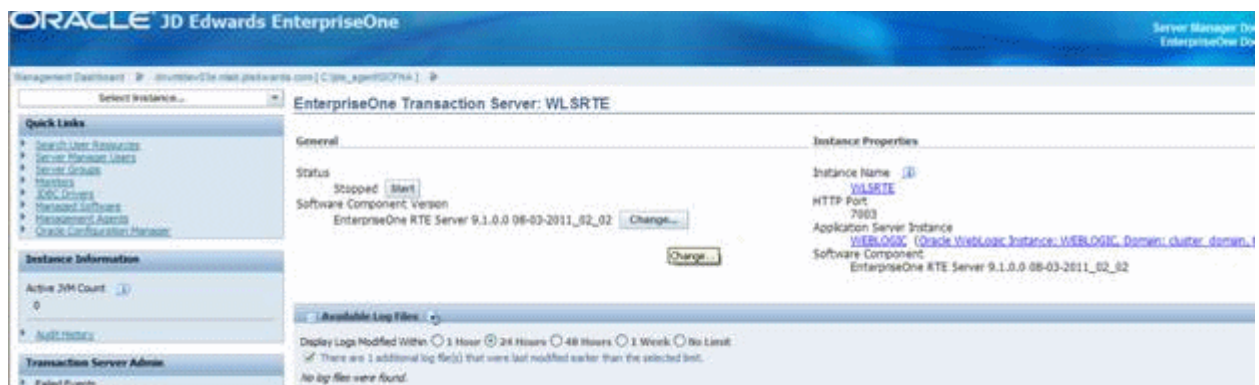 ORACLE JD Edwards EnterpriseOne
Server Manager Do
EnterpriseOne Do
Management Dashboard
Select Instance...
Quick Links
Search User Resources
Server Manager Users
Server Groups
Monitors
JDBC Drivers
Managed Software
Management Agents
Oracle Configuration Manager
Instance Information
Active JVM Count
0
Audit History
Transaction Server Admin
Failed Events
EnterpriseOne Transaction Server: WLSRTE
General
Status
Stopped Start
Software Component Version
EnterpriseOne RTE Server 9.1.0.0 08-03-2011_02_02 Change...
Change...
Instance Properties
Instance Name
WLSRTE
HTTP Port
7003
Application Server Instance
WEBLOGIC (Oracle WebLogic Instance: WEBLOGIC, Domain: cluster_domain,
Software Component
EnterpriseOne RTE Server 9.1.0.0 08-03-2011_02_02
Available Log Files
Display Logs Modified Within 1 Hour 24 Hours 48 Hours 1 Week No Limit
There are 1 additional log file(s) that were last modified earlier than the selected limit.
No log files were found.